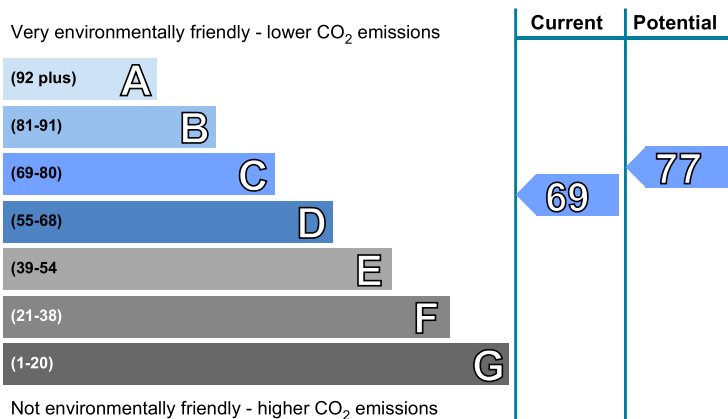 Very environmentally friendly - lower CO2 emissions
Current
Potential
(92 plus) A
(81-91) B
(69-80) C
(55-68) D
(39-54 E
(21-38) F
(1-20) G
69
77
Not environmentally friendly - higher CO2 emissions